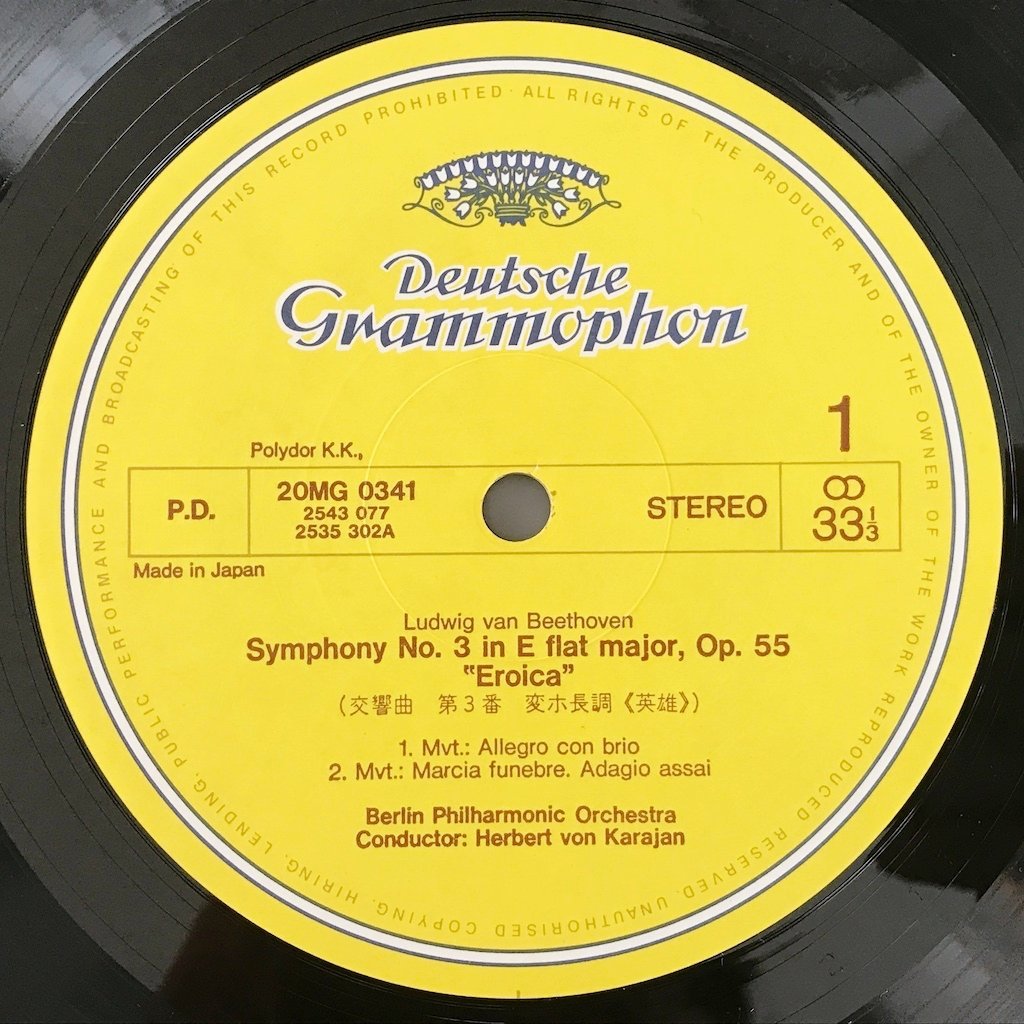 Deutsche
Grammophon
1
Polydor K.K.,
P.D.
20MG 0341
2543 077
2535 302A
STEREO
33⅓
Made in Japan
Ludwig van Beethoven
Symphony No. 3 in E flat major, Op. 55
"Eroica"
(交響曲 第3番 変ホ長調《英雄》)
1. Mvt.: Allegro con brio
2. Mvt.: Marcia funebre. Adagio assai
Berlin Philharmonic Orchestra
Conductor: Herbert von Karajan
ALL RIGHTS OF THE PRODUCER AND OF THE OWNER OF THE WORK REPRODUCED RESERVED. UNAUTHORISED COPYING, HIRING, LENDING, PUBLIC PERFORMANCE AND BROADCASTING OF THIS RECORD PROHIBITED